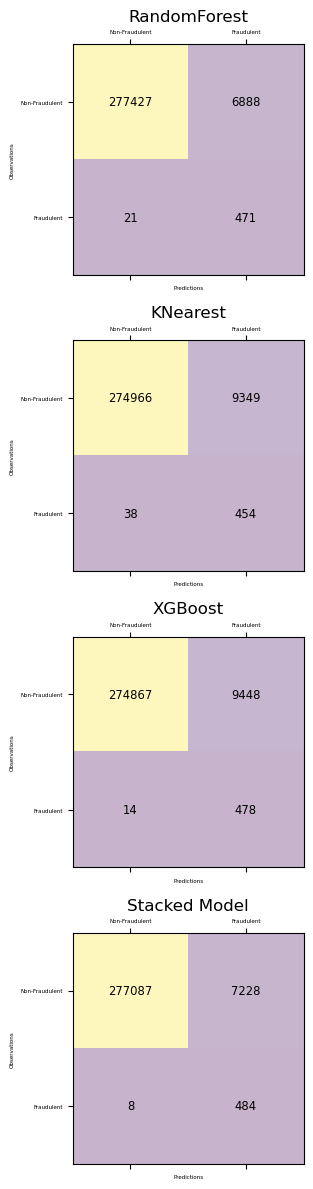 RandomForest
Non-Fraudulent Fraudulent
Non-Fraudulent 277427 6888
Observations
Fraudulent 21 471
Predictions
KNearest
Non-Fraudulent Fraudulent
Non-Fraudulent 274966 9349
Observations
Fraudulent 38 454
Predictions
XGBoost
Non-Fraudulent Fraudulent
Non-Fraudulent 274867 9448
Observations
Fraudulent 14 478
Predictions
Stacked Model
Non-Fraudulent Fraudulent
Non-Fraudulent 277087 7228
Observations
Fraudulent 8 484
Predictions